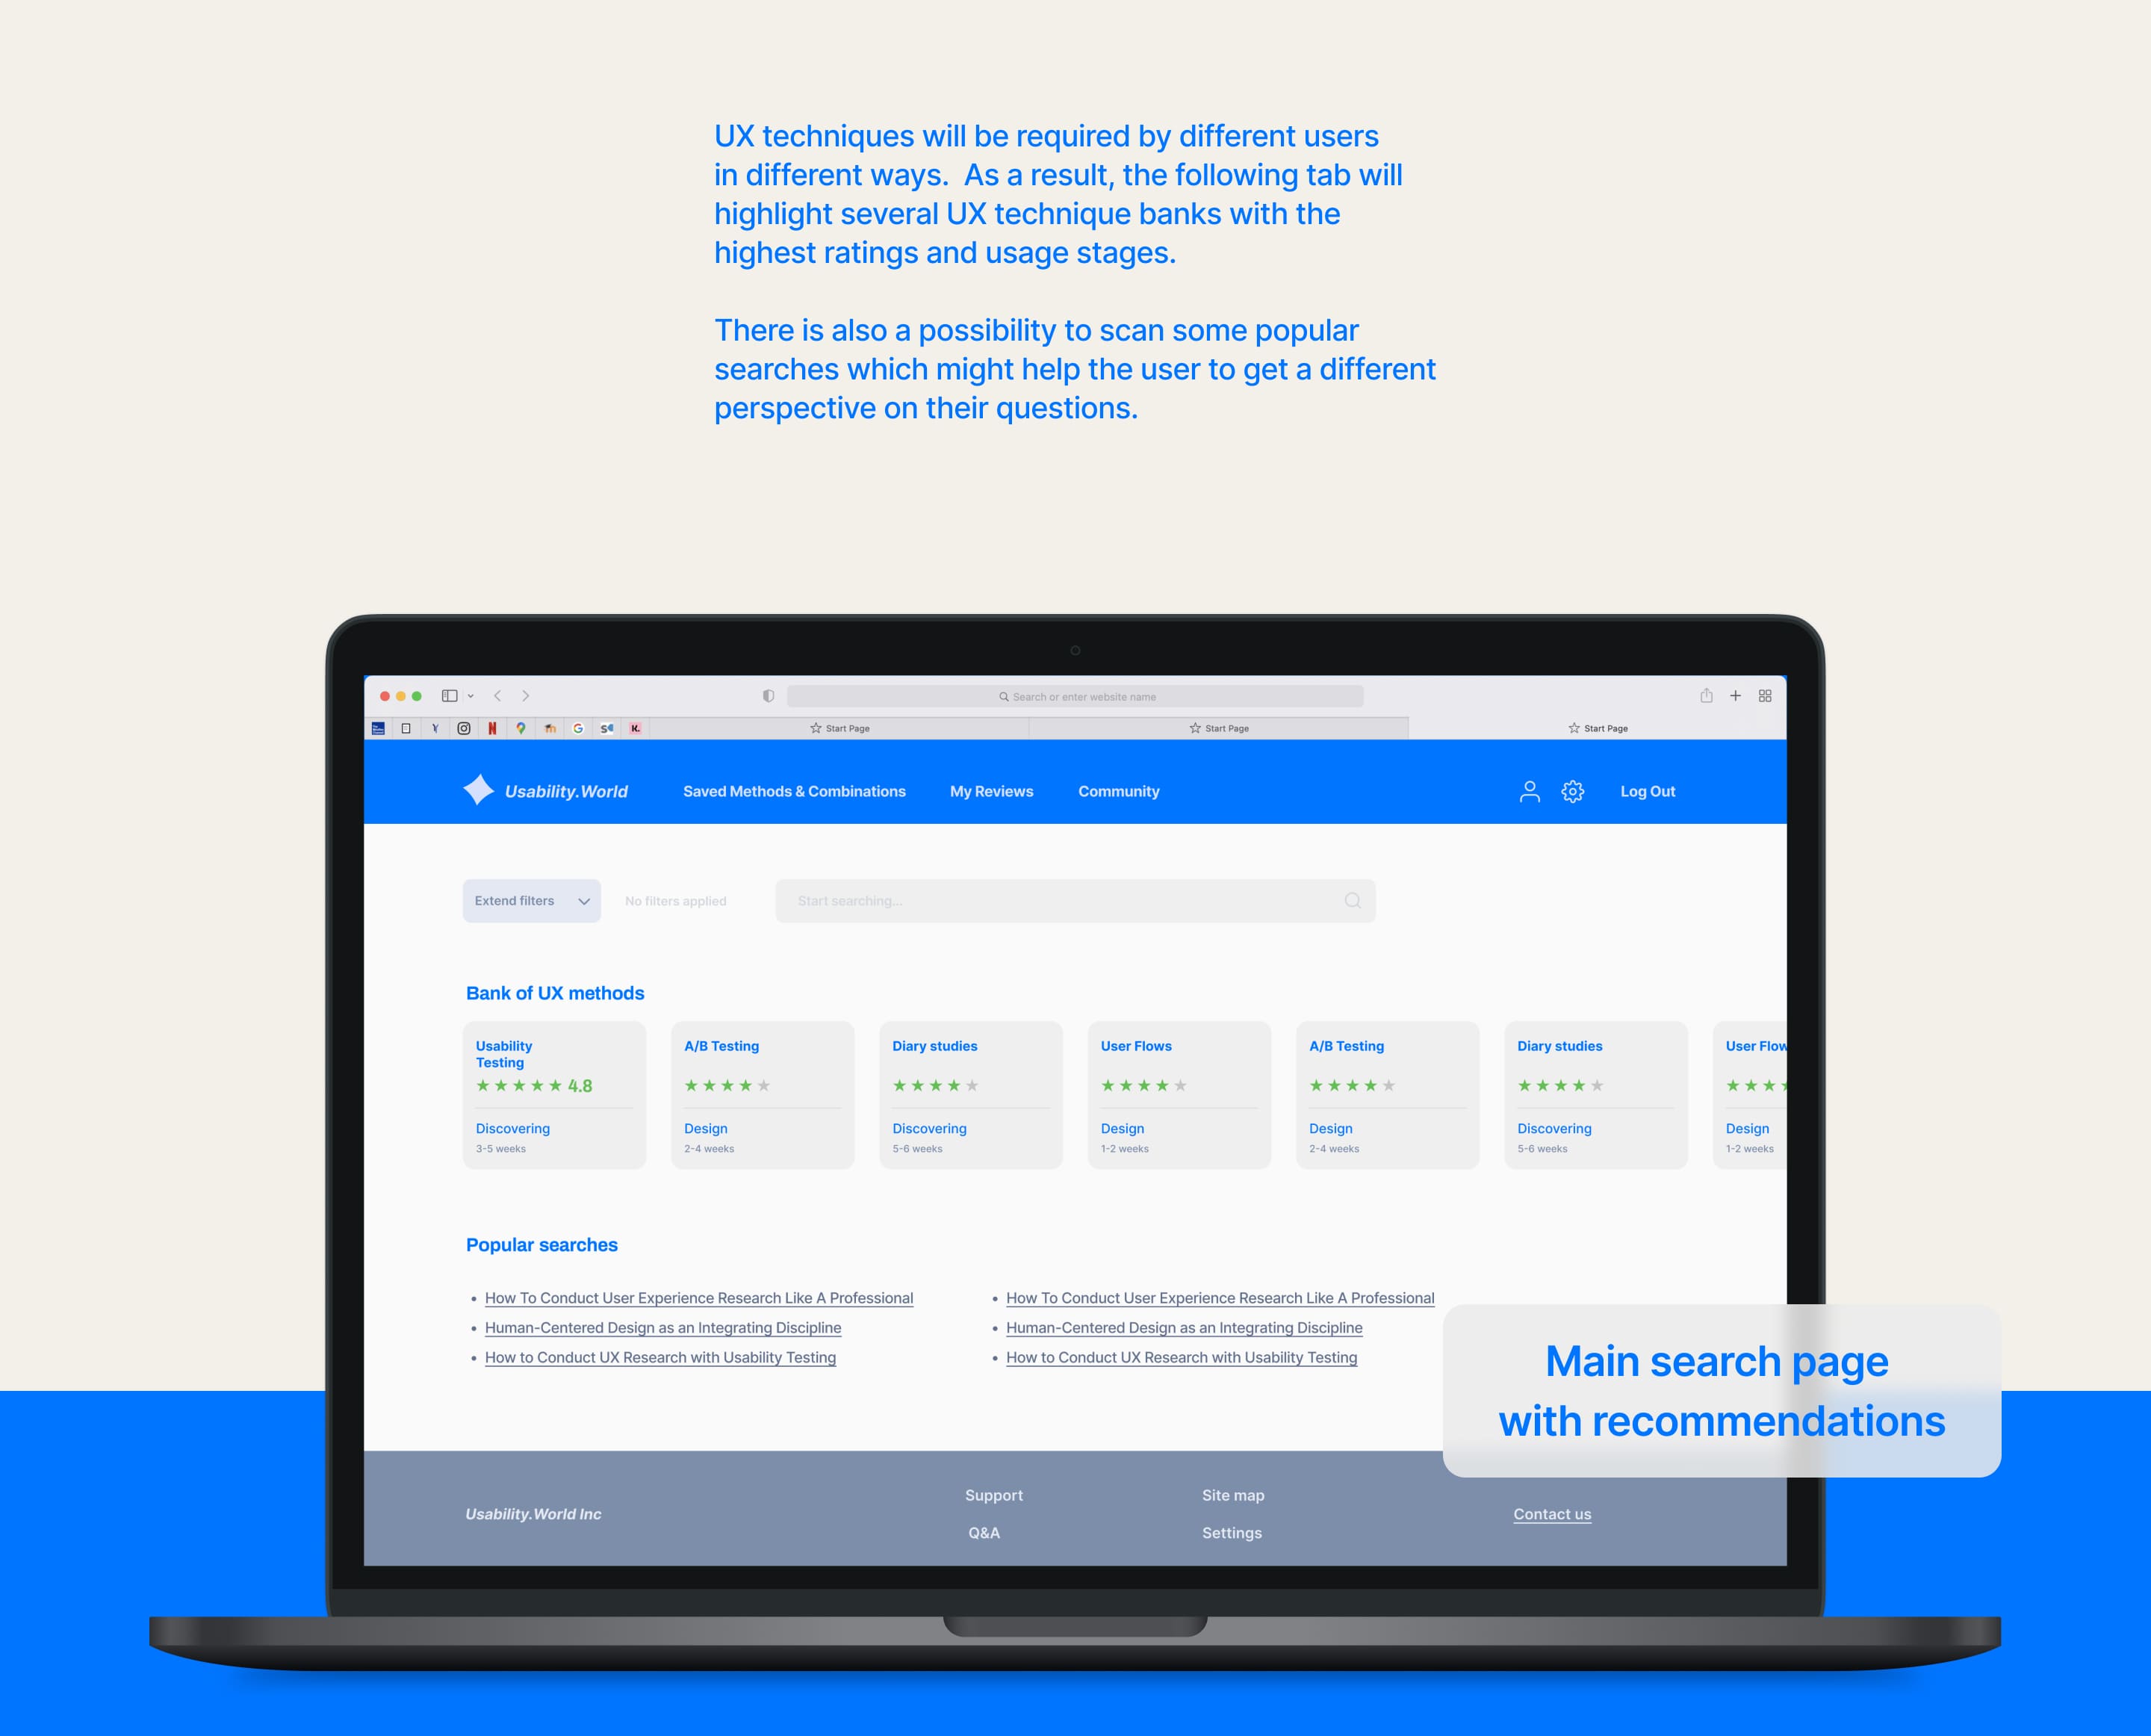 UX techniques will be required by different users
in different ways.  As a result, the following tab will
highlight several UX technique banks with the
highest ratings and usage stages.
There is also a possibility to scan some popular
searches which might help the user to get a different
perspective on their questions.
Search or enter website name
Start Page
Start Page
Start Page
Usability.World
Saved Methods & Combinations
My Reviews
Community
Log Out
Extend filters
No filters applied
Start searching...
Bank of UX methods
Usability
Testing
4.8
Discovering
3-5 weeks
A/B Testing
Design
2-4 weeks
Diary studies
Discovering
5-6 weeks
User Flows
Design
1-2 weeks
A/B Testing
Design
2-4 weeks
Diary studies
Discovering
5-6 weeks
User Flow
Design
1-2 weeks
Popular searches
• How To Conduct User Experience Research Like A Professional
• Human-Centered Design as an Integrating Discipline
• How to Conduct UX Research with Usability Testing
• How To Conduct User Experience Research Like A Professional
• Human-Centered Design as an Integrating Discipline
• How to Conduct UX Research with Usability Testing
Main search page
with recommendations
Usability.World Inc
Support
Q&A
Site map
Settings
Contact us